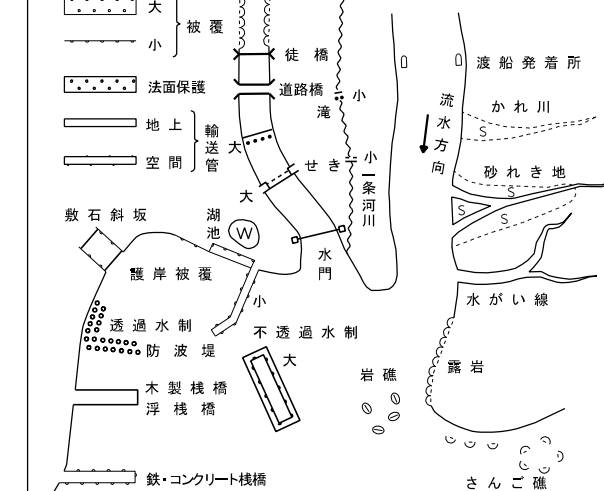 大
被覆
小
法面保護
地上
空間
輸送管
徒橋
道路橋
小
滝
大
せき
小
大
一条河川
水門
流水方向
渡船発着所
かれ川
S
砂れき地
S
S
S
水がい線
敷石斜坂
湖池
W
護岸被覆
小
透過水制
防波堤
不透過水制
大
木製桟橋
浮桟橋
岩礁
露岩
鉄・コンクリート桟橋
さんご礁